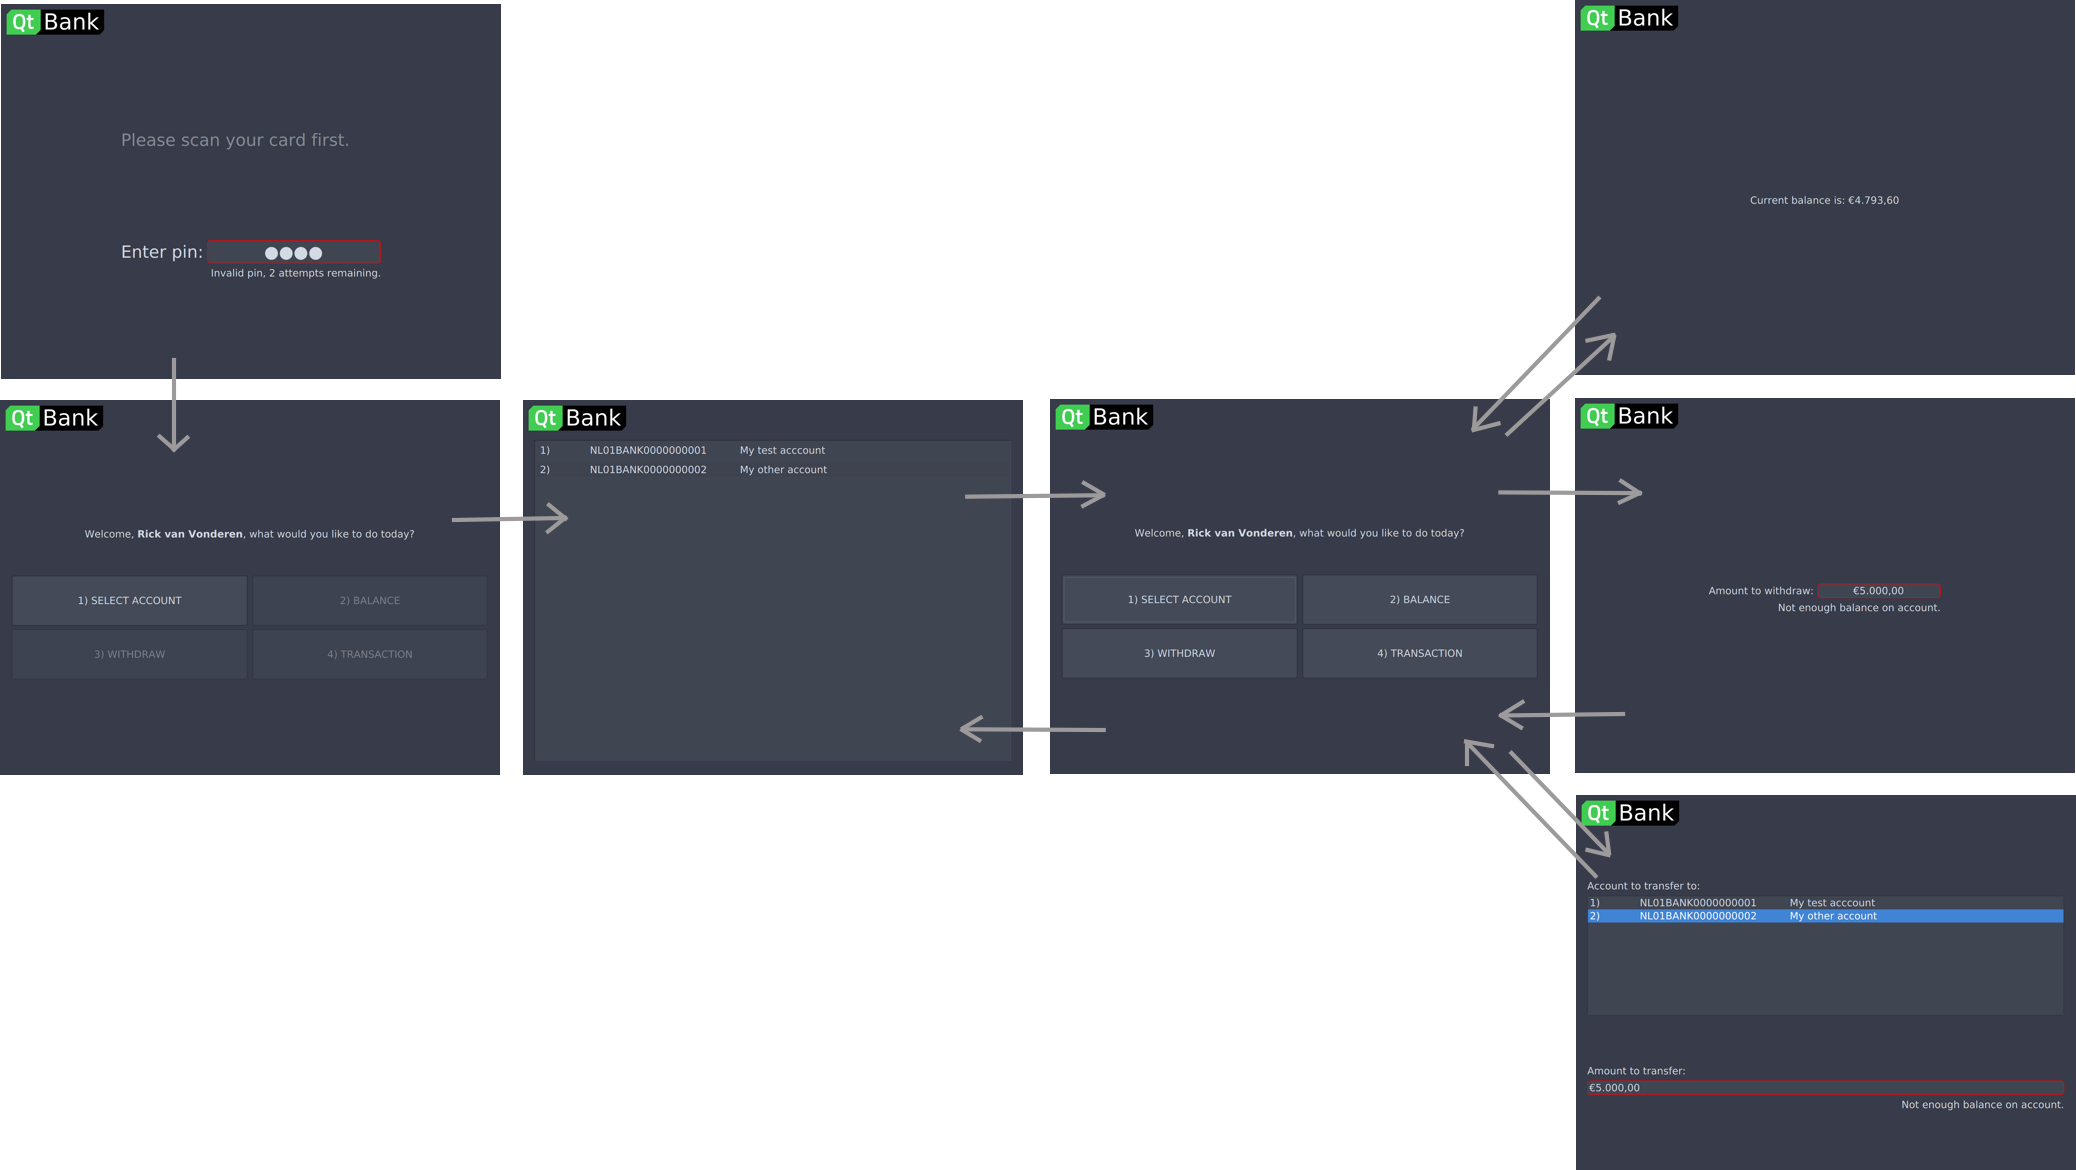 Qt Bank
Please scan your card first.
Enter pin: ●●●●
Invalid pin, 2 attempts remaining.
Qt Bank
Welcome, Rick van Vonderen, what would you like to do today?
1) SELECT ACCOUNT
2) BALANCE
3) WITHDRAW
4) TRANSACTION
Qt Bank
1) NL01BANK0000000001 My test acccount
2) NL01BANK0000000002 My other account
Qt Bank
Welcome, Rick van Vonderen, what would you like to do today?
1) SELECT ACCOUNT
2) BALANCE
3) WITHDRAW
4) TRANSACTION
Qt Bank
Current balance is: €4.793,60
Qt Bank
Amount to withdraw: €5.000,00
Not enough balance on account.
Qt Bank
Account to transfer to:
1) NL01BANK0000000001 My test acccount
2) NL01BANK0000000002 My other account
Amount to transfer:
€5.000,00
Not enough balance on account.